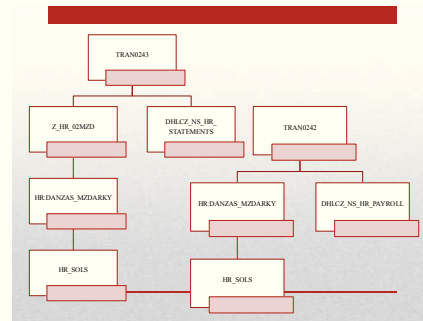 TRAN0243
Z_HR_02MZD
DHLCZ_NS_HR_
STATEMENTS
TRAN0242
HR:DANZAS_MZDARKY
HR:DANZAS_MZDARKY
DHLCZ_NS_HR_PAYROLL
HR_SOLS
HR_SOLS